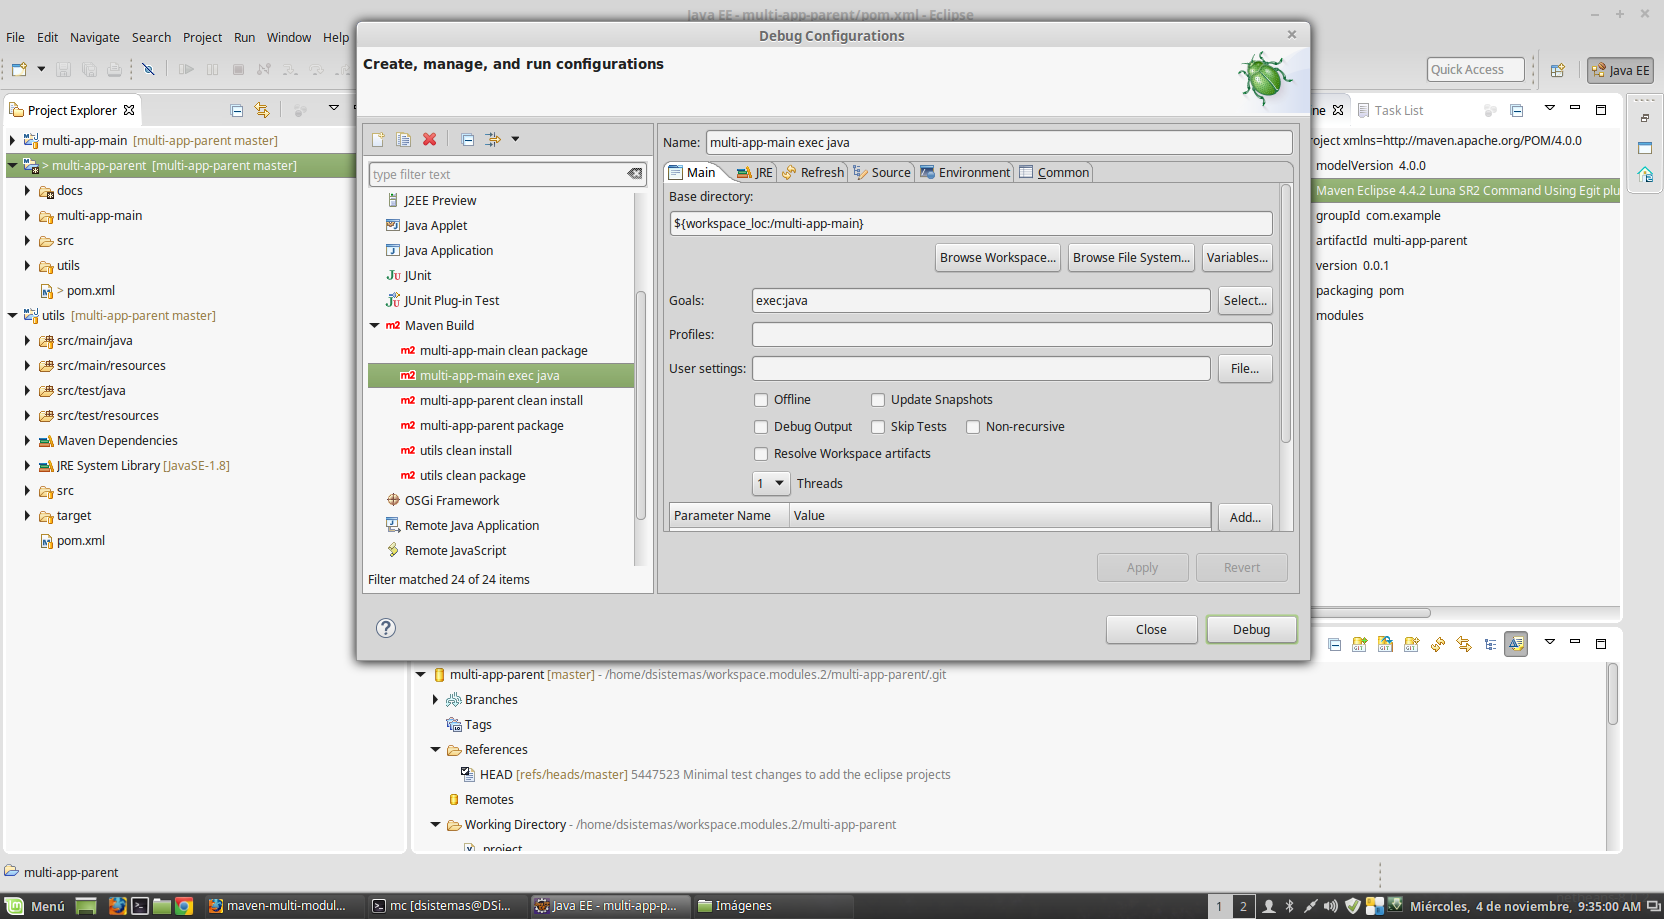 Java EE - multi-app-parent/pom.xml - Eclipse
File Edit Navigate Search Project Run Window Help
Quick Access
Java EE
Project Explorer
multi-app-main [multi-app-parent master]
> multi-app-parent [multi-app-parent master]
docs
multi-app-main
src
utils
> pom.xml
utils [multi-app-parent master]
src/main/java
src/main/resources
src/test/java
src/test/resources
Maven Dependencies
JRE System Library [JavaSE-1.8]
src
target
pom.xml
Debug Configurations
Create, manage, and run configurations
type filter text
J2EE Preview
Java Applet
Java Application
JUnit
JUnit Plug-in Test
Maven Build
multi-app-main clean package
multi-app-main exec java
multi-app-parent clean install
multi-app-parent package
utils clean install
utils clean package
OSGi Framework
Remote Java Application
Remote JavaScript
Filter matched 24 of 24 items
Name: multi-app-main exec java
Main JRE Refresh Source Environment Common
Base directory:
${workspace_loc:/multi-app-main}
Browse Workspace... Browse File System... Variables...
Goals: exec:java Select...
Profiles:
User settings: File...
Offline Update Snapshots
Debug Output Skip Tests Non-recursive
Resolve Workspace artifacts
1 Threads
Parameter Name Value Add...
Apply Revert
Close Debug
ne Task List
oject xmlns=http://maven.apache.org/POM/4.0.0
modelVersion 4.0.0
Maven Eclipse 4.4.2 Luna SR2 Command Using Egit plu
groupId com.example
artifactId multi-app-parent
version 0.0.1
packaging pom
modules
multi-app-parent [master] - /home/dsistemas/workspace.modules.2/multi-app-parent/.git
Branches
Tags
References
HEAD [refs/heads/master] 5447523 Minimal test changes to add the eclipse projects
Remotes
Working Directory - /home/dsistemas/workspace.modules.2/multi-app-parent
.project
multi-app-parent
Menú maven-multi-modul... mc [dsistemas@DSi... Java EE - multi-app-p... Imágenes 1 2 Miércoles, 4 de noviembre, 9:35:00 AM